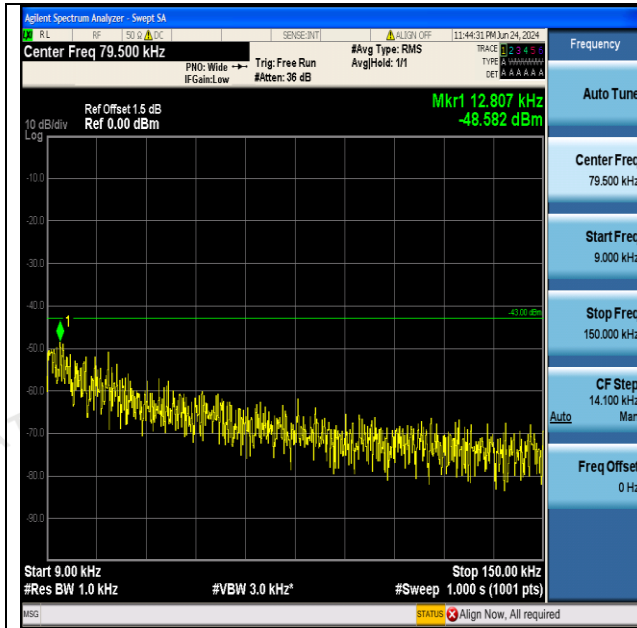 Agilent Spectrum Analyzer - Swept SA
LXI RL RF 50 Ω ⚠ DC SENSE:INT ⚠ ALIGN OFF 11:44:31 PM Jun 24, 2024
Center Freq 79.500 kHz
#Avg Type: RMS
Avg|Hold: 1/1
TRACE 1 2 3 4 5 6
TYPE A WWWWW
DET A A A A A A
PNO: Wide
IFGain:Low
Trig: Free Run
#Atten: 36 dB
Ref Offset 1.5 dB
10 dB/div Ref 0.00 dBm
Log
Mkr1 12.807 kHz
-48.582 dBm
-10.0
-20.0
-30.0
-40.0
-43.00 dBm
1
-50.0
-60.0
-70.0
-80.0
-90.0
Start 9.00 kHz
Stop 150.00 kHz
#Res BW 1.0 kHz
#VBW 3.0 kHz*
#Sweep 1.000 s (1001 pts)
MSG
STATUS Align Now, All required
Frequency
Auto Tune
Center Freq
79.500 kHz
Start Freq
9.000 kHz
Stop Freq
150.000 kHz
CF Step
14.100 kHz
Auto Man
Freq Offset
0 Hz